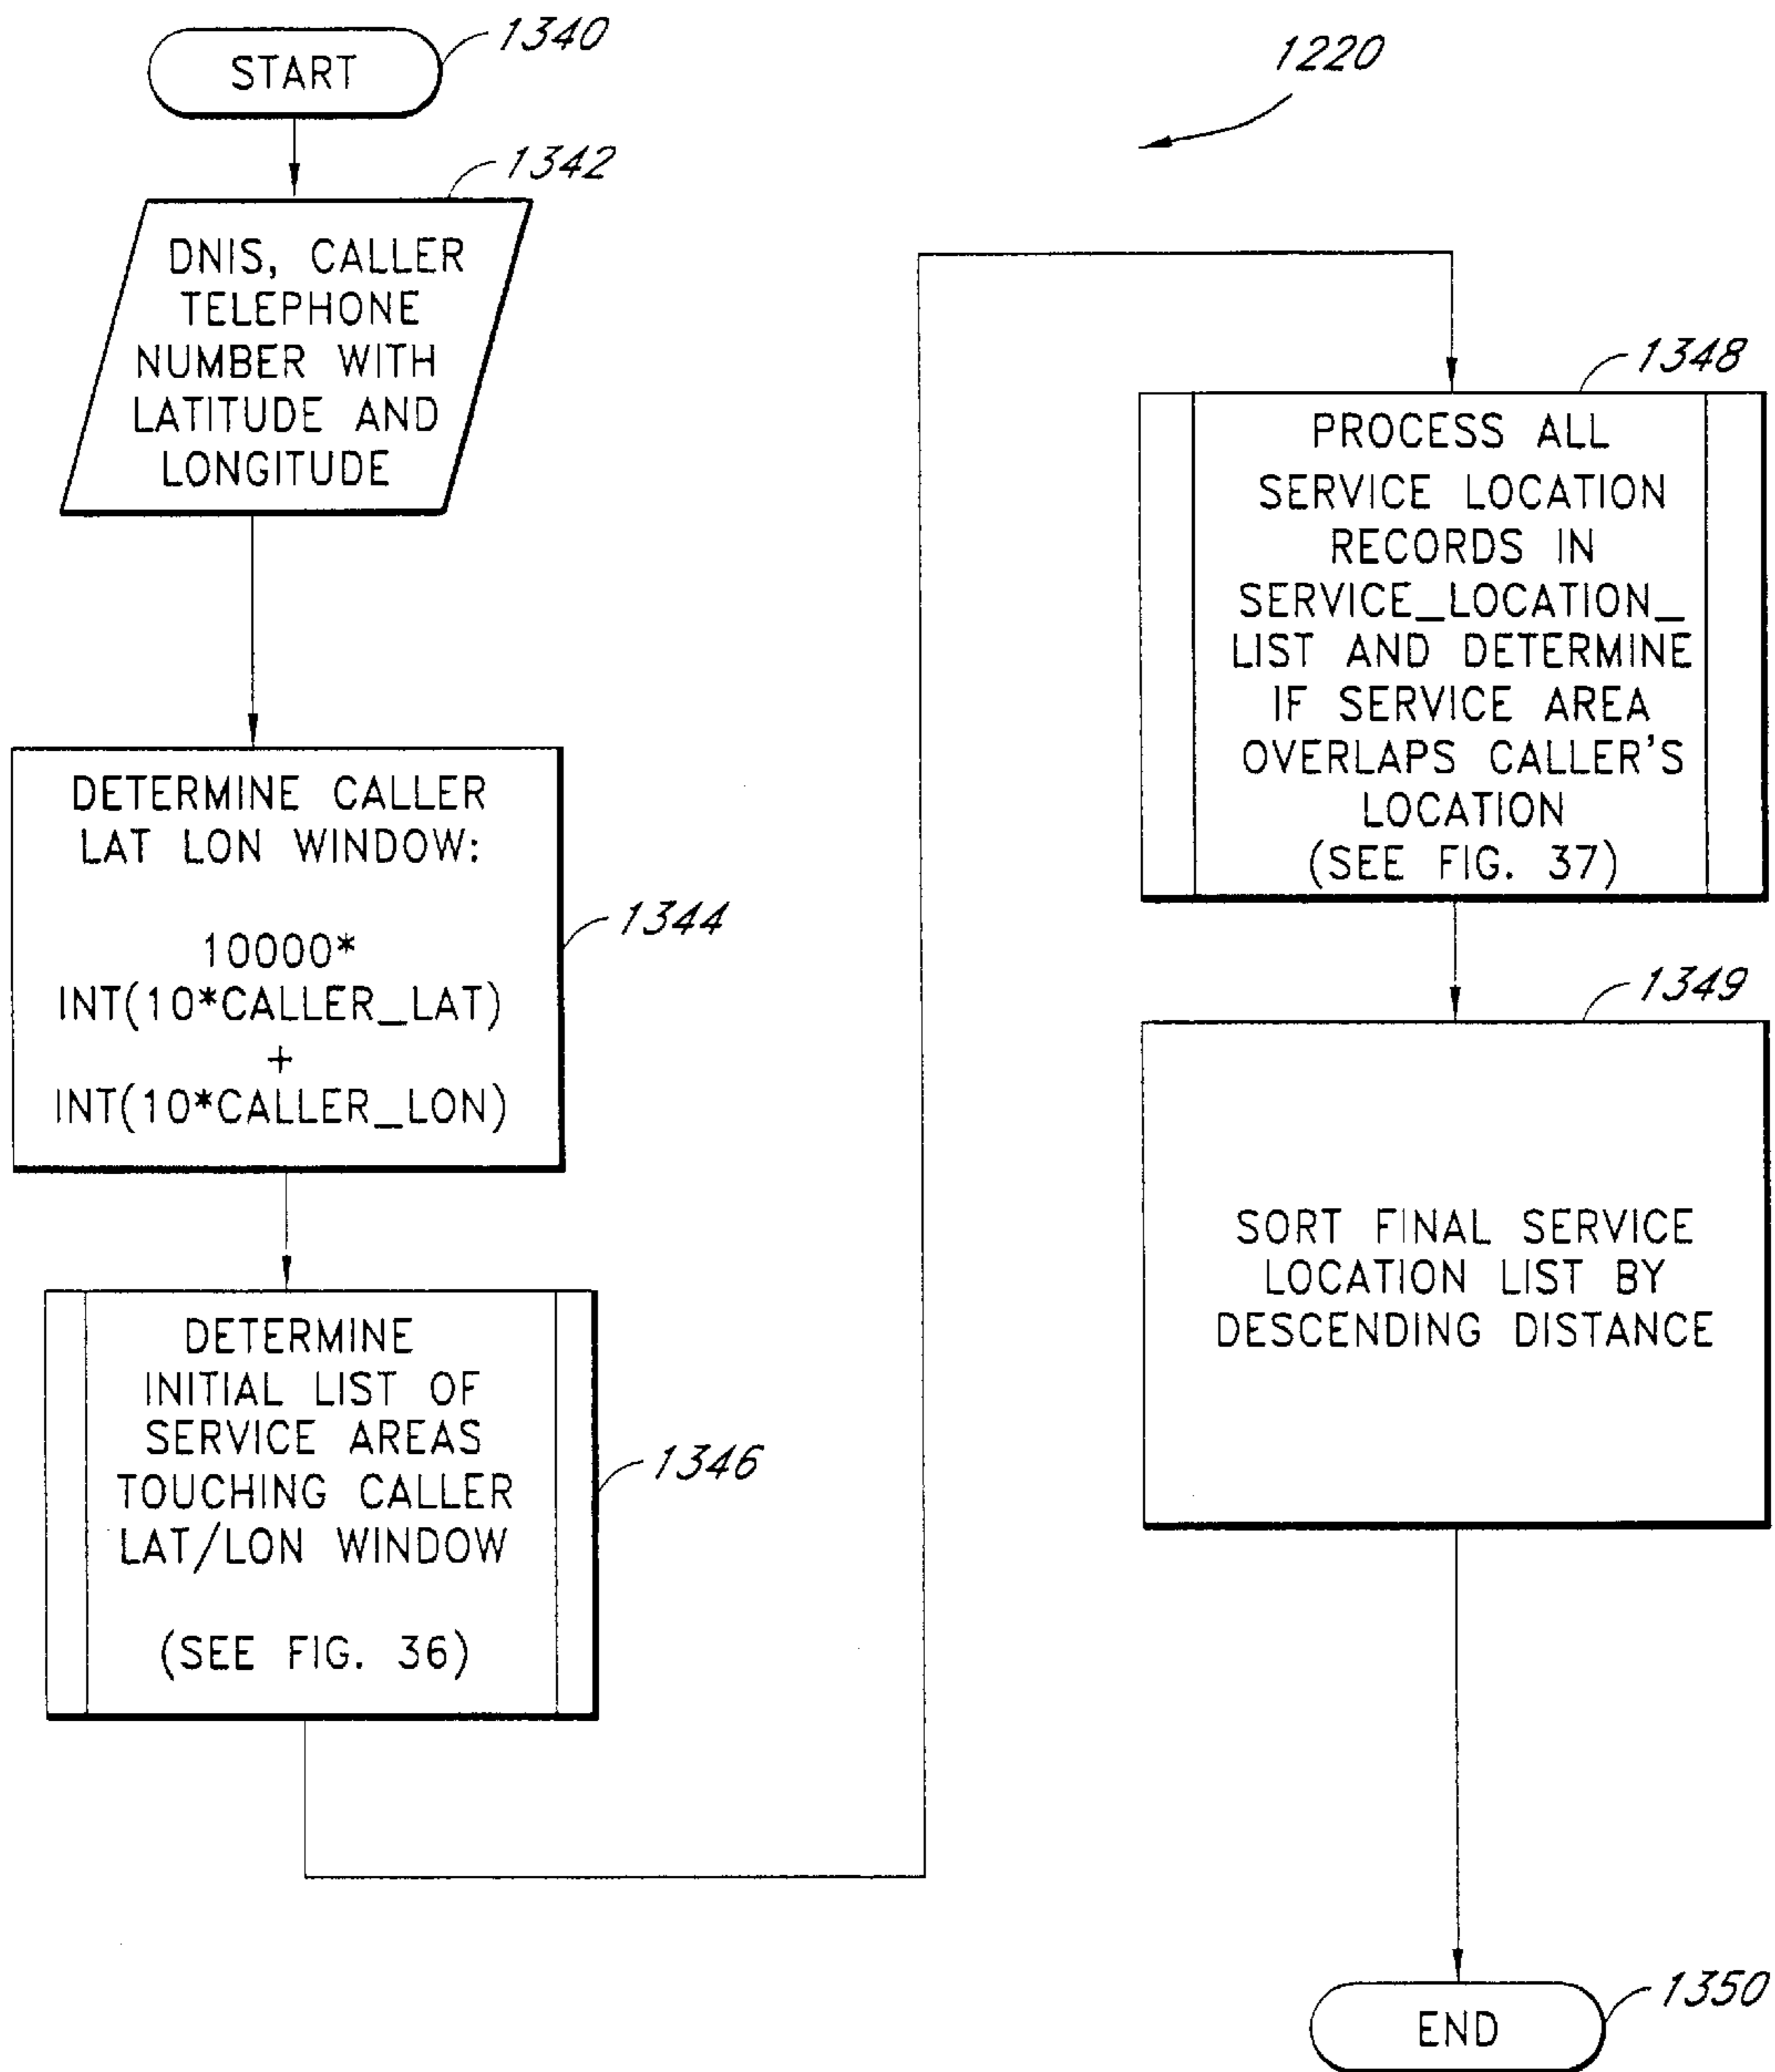 1340
START
1220
1342
DNIS, CALLER
TELEPHONE
NUMBER WITH
LATITUDE AND
LONGITUDE
DETERMINE CALLER
LAT LON WINDOW:
10000*
INT(10*CALLER_LAT)
+
INT(10*CALLER_LON)
1344
DETERMINE
INITIAL LIST OF
SERVICE AREAS
TOUCHING CALLER
LAT/LON WINDOW
(SEE FIG. 36)
1346
1348
PROCESS ALL
SERVICE LOCATION
RECORDS IN
SERVICE_LOCATION_
LIST AND DETERMINE
IF SERVICE AREA
OVERLAPS CALLER'S
LOCATION
(SEE FIG. 37)
1349
SORT FINAL SERVICE
LOCATION LIST BY
DESCENDING DISTANCE
1350
END